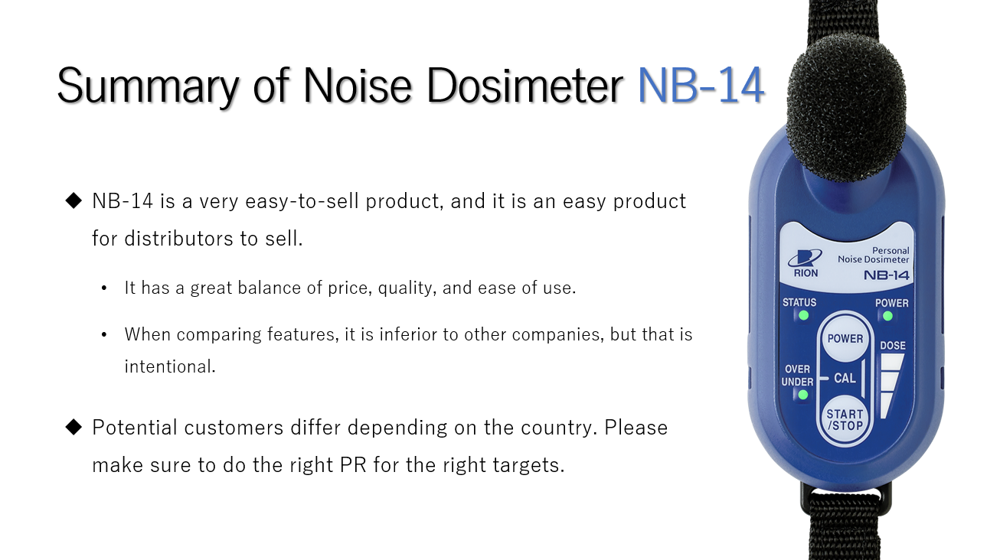 Summary of Noise Dosimeter NB-14
◆ NB-14 is a very easy-to-sell product, and it is an easy product
for distributors to sell.
• It has a great balance of price, quality, and ease of use.
• When comparing features, it is inferior to other companies, but that is
intentional.
◆ Potential customers differ depending on the country. Please
make sure to do the right PR for the right targets.
RION
Personal
Noise Dosimeter
NB-14
STATUS
POWER
POWER
DOSE
OVER
UNDER
CAL
START
/STOP